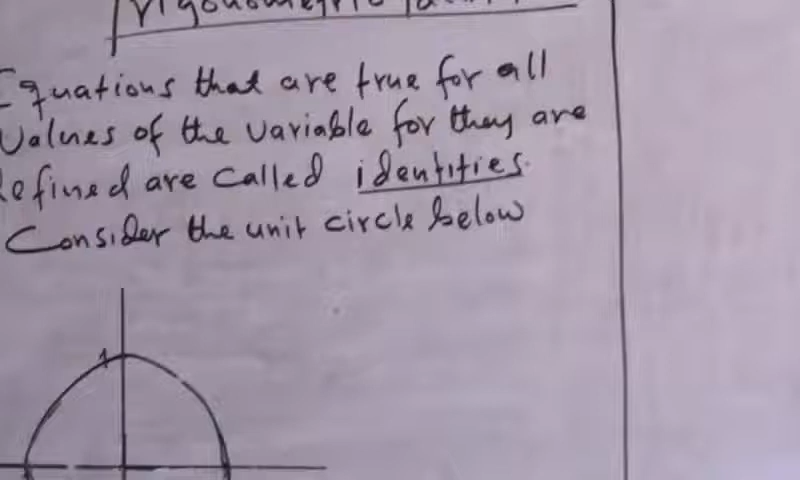 Trigonometric
Equations that are true for all
Values of the variable for they are
defined are called identities.
Consider the unit circle below
1